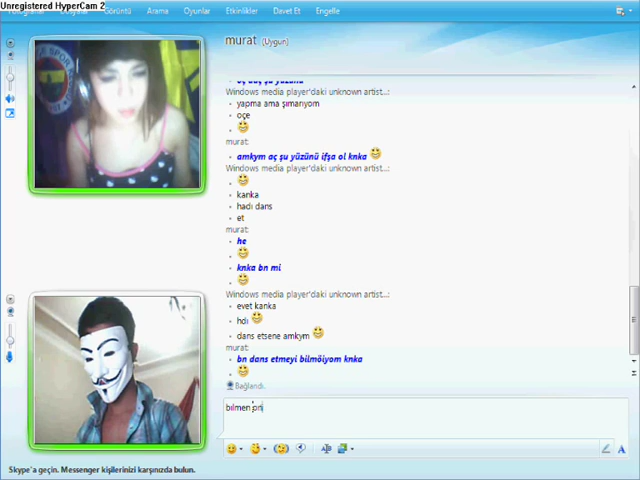 Unregistered HyperCam 2
Görüntü Arama Oyunlar Etkinlikler Davet Et Engelle
murat (Uygun)
Windows media player'daki unknown artist...:
yapma ama şımarıyom
oçe
murat:
amkym aç şu yüzünü ifşa ol knka
Windows media player'daki unknown artist...:
kanka
hadı dans
et
murat:
he
knka bn mi
Windows media player'daki unknown artist...:
evet kanka
hdı
dans etsene amkym
murat:
bn dans etmeyi bilmöiyom knka
Bağlandı.
Skype'a geçin. Messenger kişilerinizi karşınızda bulun.